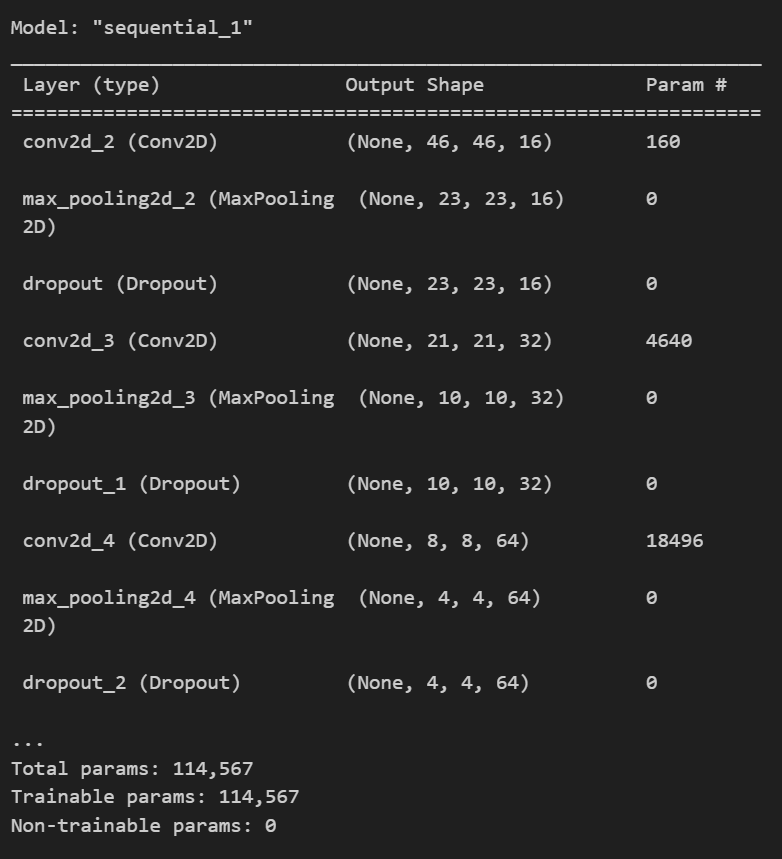 Model: "sequential_1"
_________________________________________________________________
Layer (type) Output Shape Param #
=================================================================
conv2d_2 (Conv2D) (None, 46, 46, 16) 160
max_pooling2d_2 (MaxPooling (None, 23, 23, 16) 0
2D)
dropout (Dropout) (None, 23, 23, 16) 0
conv2d_3 (Conv2D) (None, 21, 21, 32) 4640
max_pooling2d_3 (MaxPooling (None, 10, 10, 32) 0
2D)
dropout_1 (Dropout) (None, 10, 10, 32) 0
conv2d_4 (Conv2D) (None, 8, 8, 64) 18496
max_pooling2d_4 (MaxPooling (None, 4, 4, 64) 0
2D)
dropout_2 (Dropout) (None, 4, 4, 64) 0
...
Total params: 114,567
Trainable params: 114,567
Non-trainable params: 0